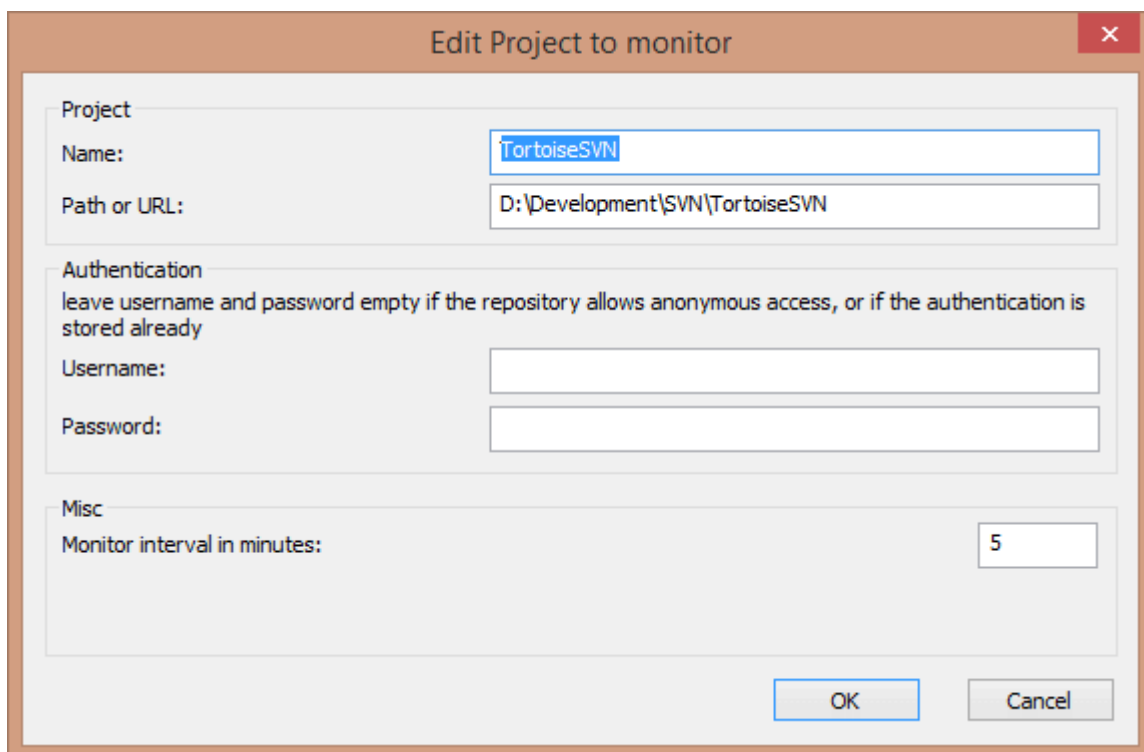 Edit Project to monitor
Project
Name:
TortoiseSVN
Path or URL:
D:\Development\SVN\TortoiseSVN
Authentication
leave username and password empty if the repository allows anonymous access, or if the authentication is
stored already
Username:
Password:
Misc
Monitor interval in minutes:
5
OK
Cancel